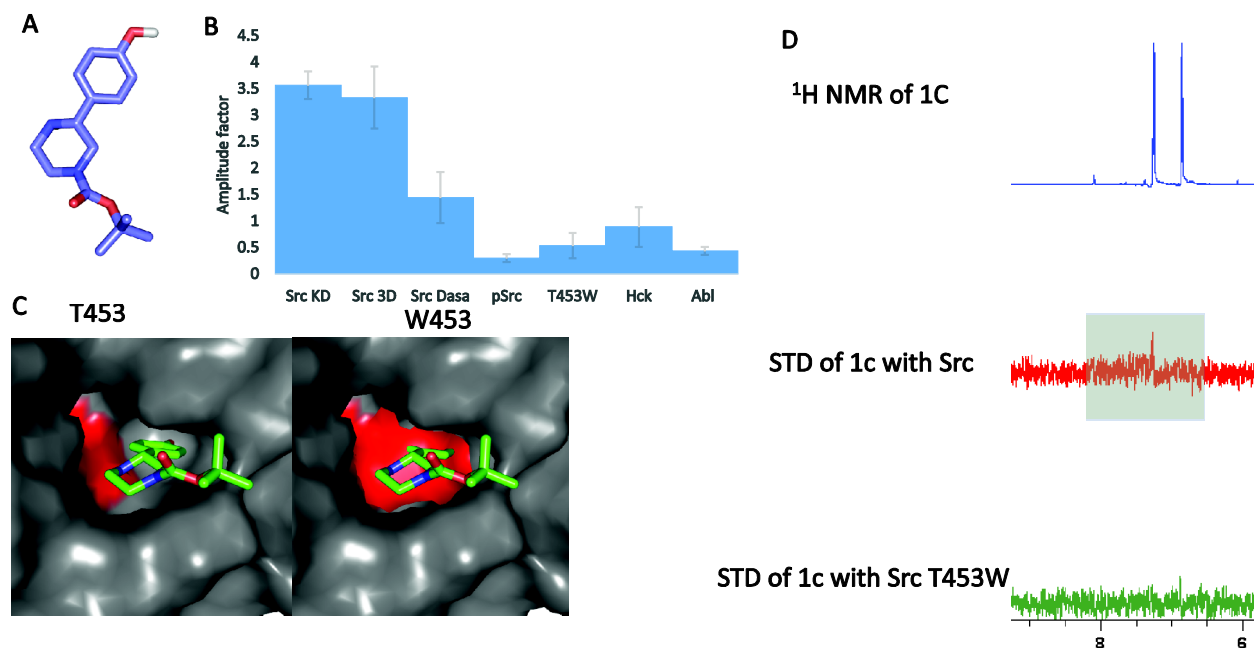 A
B
4.5
4
3.5
3
2.5
2
1.5
1
0.5
0
Amplitude factor
Src KD
Src 3D
Src Dasa
pSrc
T453W
Hck
Abl
C
T453
W453
D
¹H NMR of 1C
STD of 1c with Src
STD of 1c with Src T453W
8
6